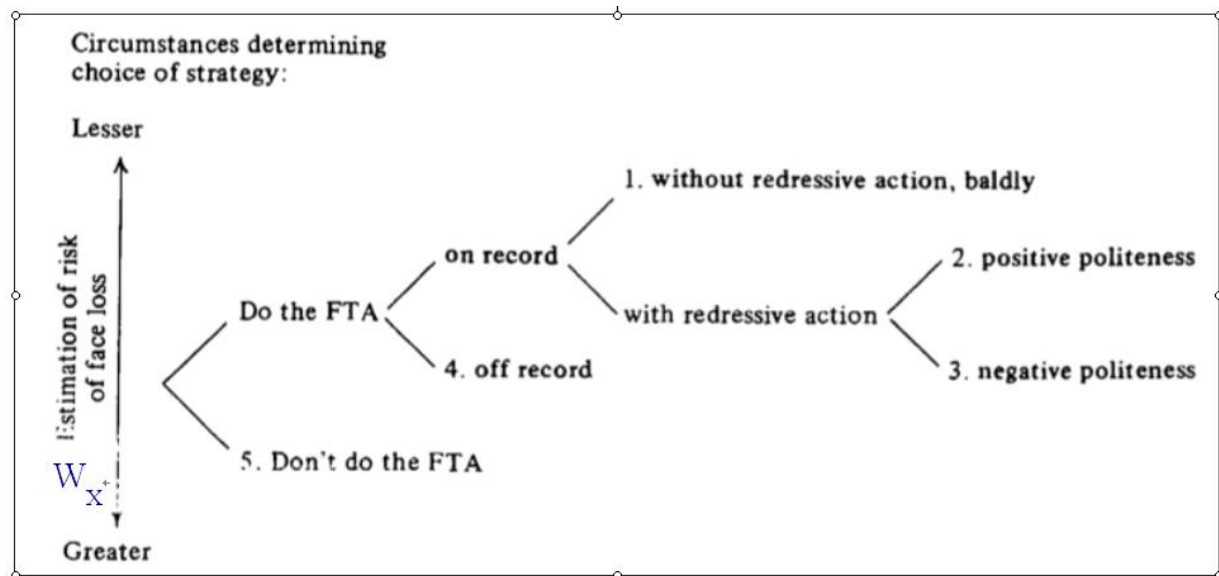 Circumstances determining
choice of strategy:
Lesser
1. without redressive action, baldly
on record
2. positive politeness
Do the FTA
with redressive action
4. off record
3. negative politeness
5. Don't do the FTA
Estimation of risk
of face loss
Wx
Greater